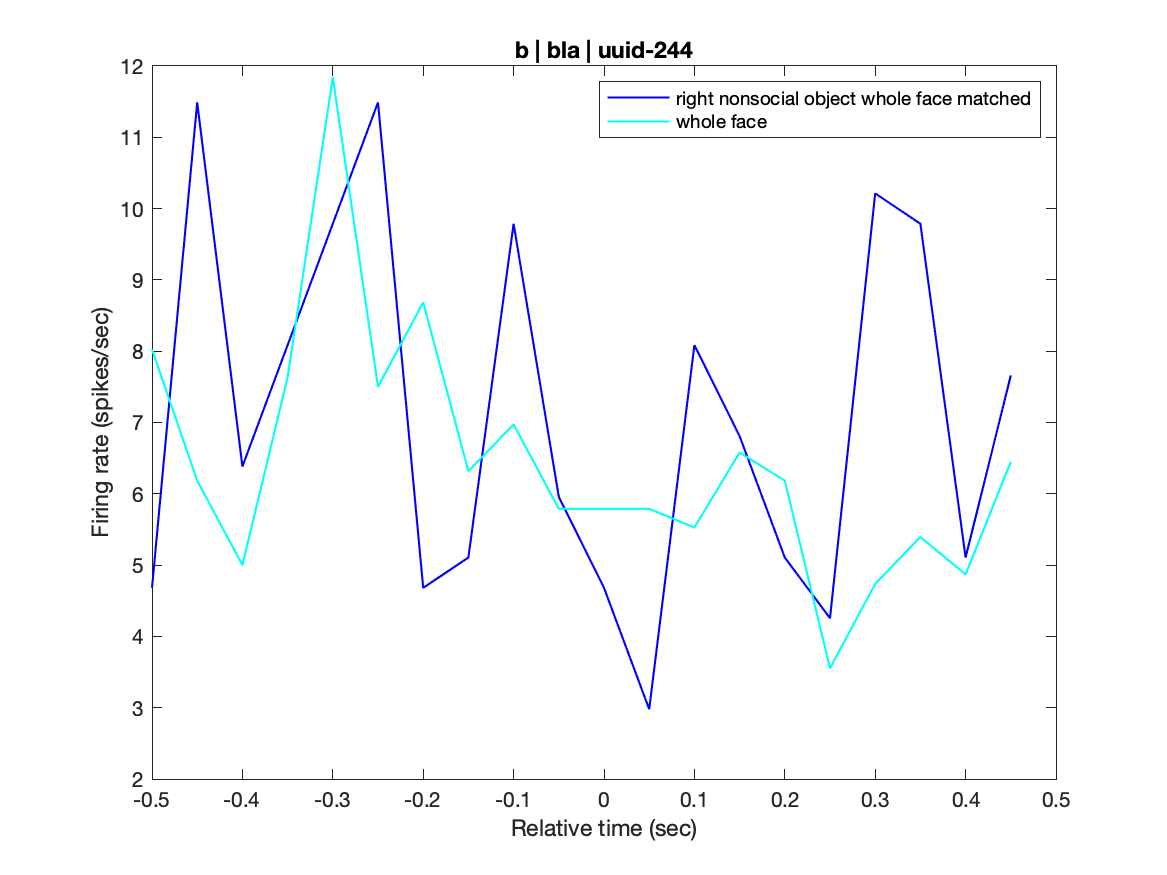 b | bla | uuid-244
right nonsocial object whole face matched
whole face
Firing rate (spikes/sec)
12
11
10
9
8
7
6
5
4
3
2
-0.5 -0.4 -0.3 -0.2 -0.1 0 0.1 0.2 0.3 0.4 0.5
Relative time (sec)